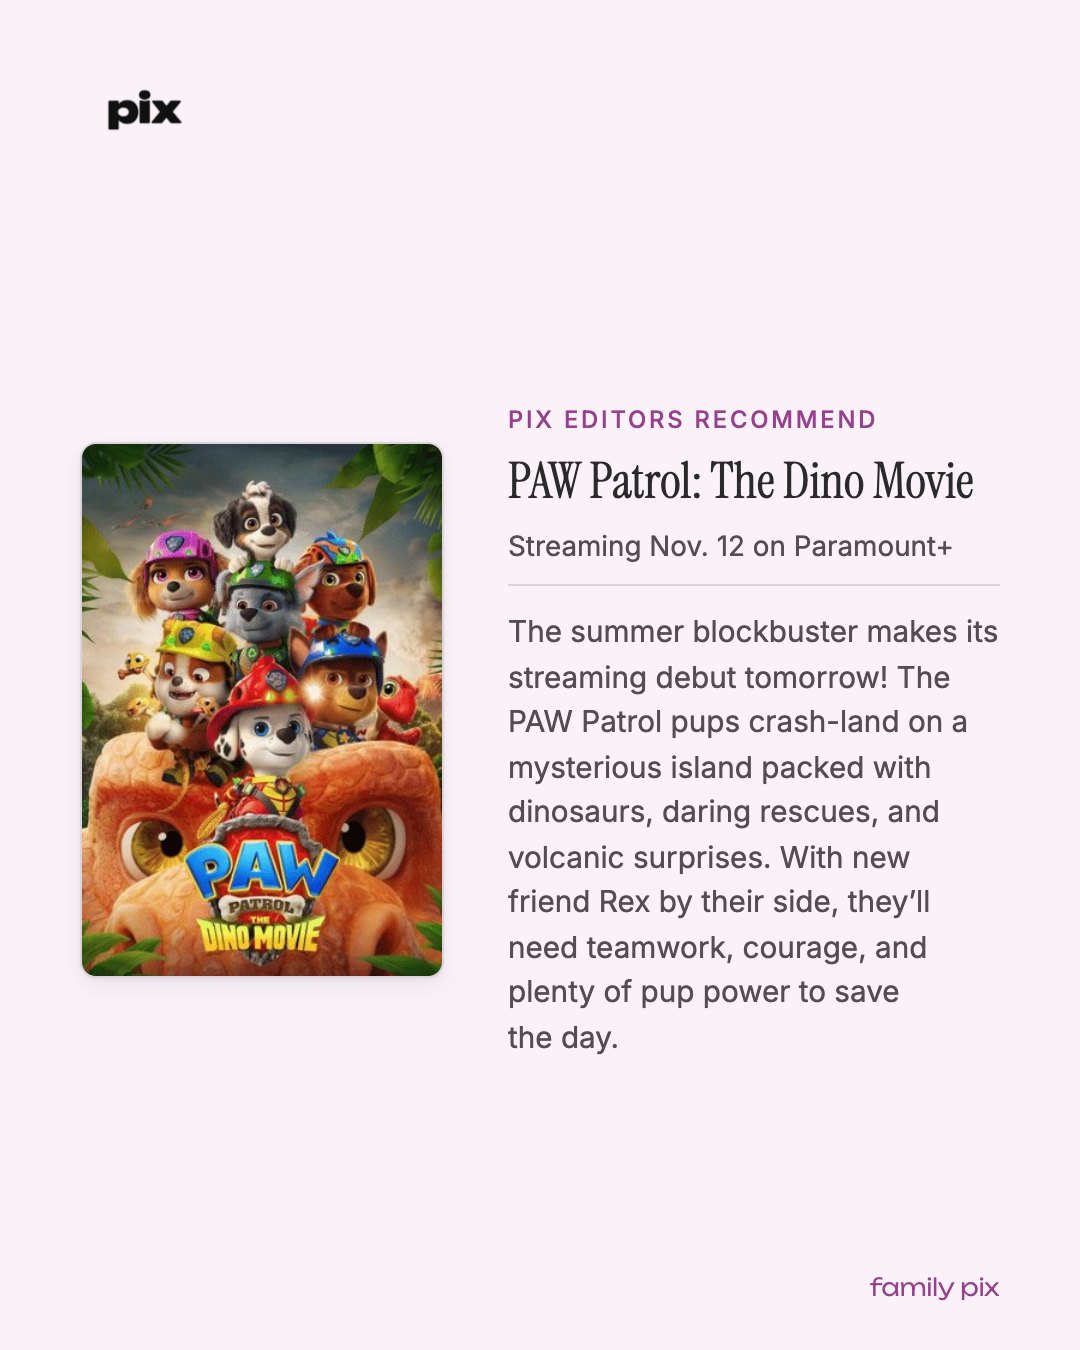 pix
PIX EDITORS RECOMMEND
PAW Patrol: The Dino Movie
Streaming Nov. 12 on Paramount+
The summer blockbuster makes its
streaming debut tomorrow! The
PAW Patrol pups crash-land on a
mysterious island packed with
dinosaurs, daring rescues, and
volcanic surprises. With new
friend Rex by their side, they’ll
need teamwork, courage, and
plenty of pup power to save
the day.
PAW
PATROL
THE
DINO MOVIE
family pix